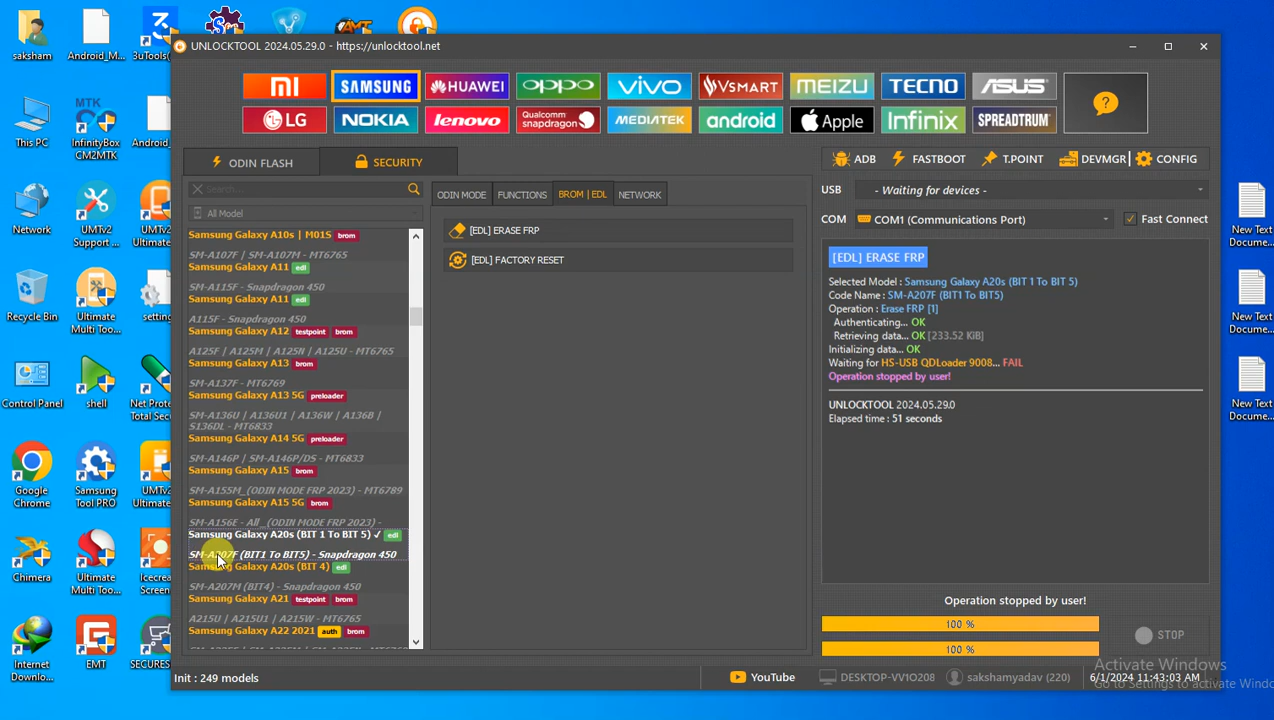 saksham
Android_M...
3uTools(
UNLOCKTOOL 2024.05.29.0 - https://unlocktool.net
MI SAMSUNG HUAWEI OPPO vivo VSMART MEIZU TECNO ASUS
LG NOKIA lenovo Qualcomm snapdragon MEDIATEK android Apple Infinix SPREADTRUM ?
ODIN FLASH
SECURITY
ADB
FASTBOOT
T.POINT
DEVMGR
CONFIG
Search...
All Model
ODIN MODE
FUNCTIONS
BROM | EDL
NETWORK
USB
- Waiting for devices -
COM
COM1 (Communications Port)
Fast Connect
[EDL] ERASE FRP
[EDL] FACTORY RESET
Samsung Galaxy A10s | M01S brom
SM-A107F | SM-A107M - MT6765
Samsung Galaxy A11 edl
SM-A115F - Snapdragon 450
Samsung Galaxy A11 edl
A115F - Snapdragon 450
Samsung Galaxy A12 testpoint brom
A125F | A125M | A125N | A125U - MT6765
Samsung Galaxy A13 brom
SM-A137F - MT6769
Samsung Galaxy A13 5G preloader
SM-A136U | A136U1 | A136W | A136B |
S136DL - MT6833
Samsung Galaxy A14 5G preloader
SM-A146P | SM-A146P/DS - MT6833
Samsung Galaxy A15 brom
SM-A155M_(ODIN MODE FRP 2023) - MT6789
Samsung Galaxy A15 5G brom
SM-A156E - All_(ODIN MODE FRP 2023) -
Samsung Galaxy A20s (BIT 1 To BIT 5) ✓ edl
SM-A207F (BIT1 To BIT5) - Snapdragon 450
Samsung Galaxy A20s (BIT 4) edl
SM-A207M (BIT4) - Snapdragon 450
Samsung Galaxy A21 testpoint brom
A215U | A215U1 | A215W - MT6765
Samsung Galaxy A22 2021 auth brom
[EDL] ERASE FRP
Selected Model : Samsung Galaxy A20s (BIT 1 To BIT 5)
Code Name : SM-A207F (BIT1 To BIT5)
Operation : Erase FRP [1]
Authenticating... OK
Retrieving data... OK [233.52 KiB]
Initializing data... OK
Waiting for HS-USB QDLoader 9008... FAIL
Operation stopped by user!
UNLOCKTOOL 2024.05.29.0
Elapsed time : 51 seconds
Operation stopped by user!
100 %
100 %
STOP
Init : 249 models
YouTube
DESKTOP-VV1O208
sakshamyadav (220)
6/1/2024 11:43:03 AM
Activate Windows
Go to Settings to activate Windo
This PC
MTK
InfinityBox
CM2MTK
Android_
Network
UMTv2
Support ...
UMTv2
Ultimate
Recycle Bin
Ultimate
Multi Too...
setting
Control Panel
shell
Net Prot
Total Sec
Google
Chrome
Samsung
Tool PRO
UMTv2
Ultimate
Chimera
Ultimate
Multi Too...
Icecrea
Screen
Internet
Downlo...
EMT
SECURES
New Text
Docume...
New Text
Docume...
New Text
Docume...